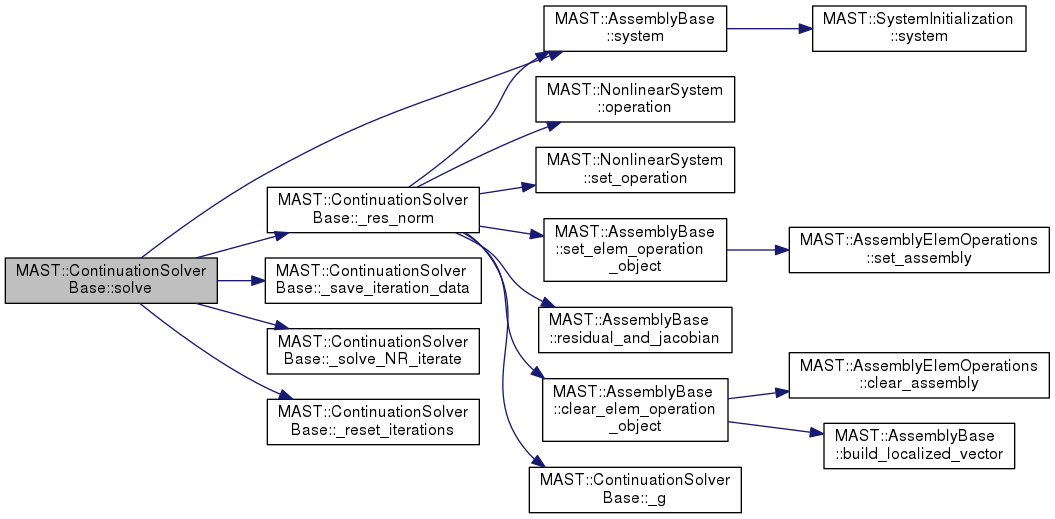 MAST::ContinuationSolver
Base::solve
MAST::ContinuationSolver
Base::_res_norm
MAST::ContinuationSolver
Base::_save_iteration_data
MAST::ContinuationSolver
Base::_solve_NR_iterate
MAST::ContinuationSolver
Base::_reset_iterations
MAST::AssemblyBase
::system
MAST::NonlinearSystem
::operation
MAST::NonlinearSystem
::set_operation
MAST::AssemblyBase
::set_elem_operation
_object
MAST::AssemblyBase
::residual_and_jacobian
MAST::AssemblyBase
::clear_elem_operation
_object
MAST::ContinuationSolver
Base::_g
MAST::SystemInitialization
::system
MAST::AssemblyElemOperations
::set_assembly
MAST::AssemblyElemOperations
::clear_assembly
MAST::AssemblyBase
::build_localized_vector